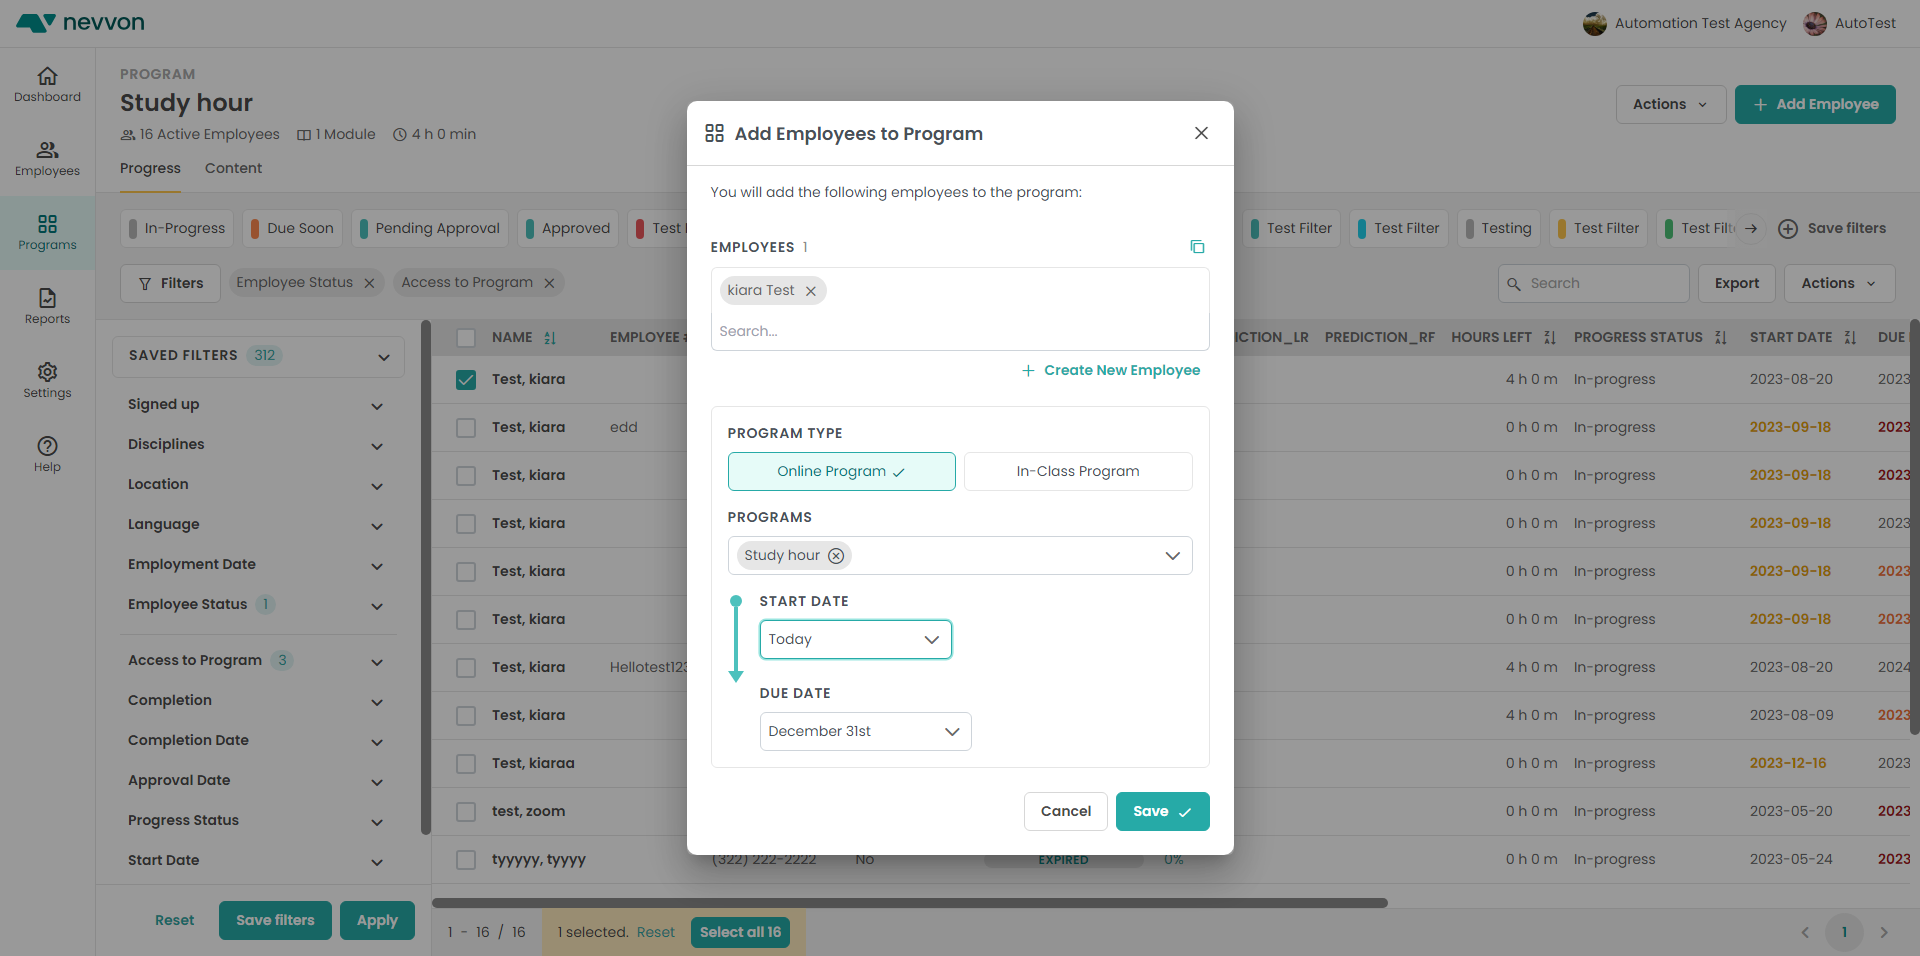 nevvon
Automation Test Agency
AutoTest
Dashboard
Employees
Programs
Reports
Settings
Help
PROGRAM
Study hour
16 Active Employees
1 Module
4 h 0 min
Actions
Add Employee
Progress
Content
In-Progress
Due Soon
Pending Approval
Approved
Test
Test Filter
Test Filter
Testing
Test Filter
Test
Save filters
Filters
Employee Status
Access to Program
Search
Export
Actions
SAVED FILTERS 312
Signed up
Disciplines
Location
Language
Employment Date
Employee Status 1
Access to Program 3
Completion
Completion Date
Approval Date
Progress Status
Start Date
Reset
Save filters
Apply
NAME EMPLOYEE PREDICTION_RF HOURS LEFT PROGRESS STATUS START DATE DUE
Test, kiara 4 h 0 m In-progress 2023-08-20 2023
Test, kiara edd 0 h 0 m In-progress 2023-09-18 2023
Test, kiara 0 h 0 m In-progress 2023-09-18 2023
Test, kiara 0 h 0 m In-progress 2023-09-18 2023
Test, kiara 0 h 0 m In-progress 2023-09-18 2023
Test, kiara 0 h 0 m In-progress 2023-09-18 2023
Test, kiara Hellotest123 4 h 0 m In-progress 2023-08-20 2024
Test, kiara 4 h 0 m In-progress 2023-08-09 2023
Test, kiaraa 0 h 0 m In-progress 2023-12-16 2023
test, zoom 0 h 0 m In-progress 2023-05-20 2023
tyyyyy, tyyyy (322) 222-2222 No EXPIRED 0% 0 h 0 m In-progress 2023-05-24 2023
1 - 16 / 16
1 selected. Reset
Select all 16
1
Add Employees to Program
You will add the following employees to the program:
EMPLOYEES 1
kiara Test
Search...
Create New Employee
PROGRAM TYPE
Online Program
In-Class Program
PROGRAMS
Study hour
START DATE
Today
DUE DATE
December 31st
Cancel
Save